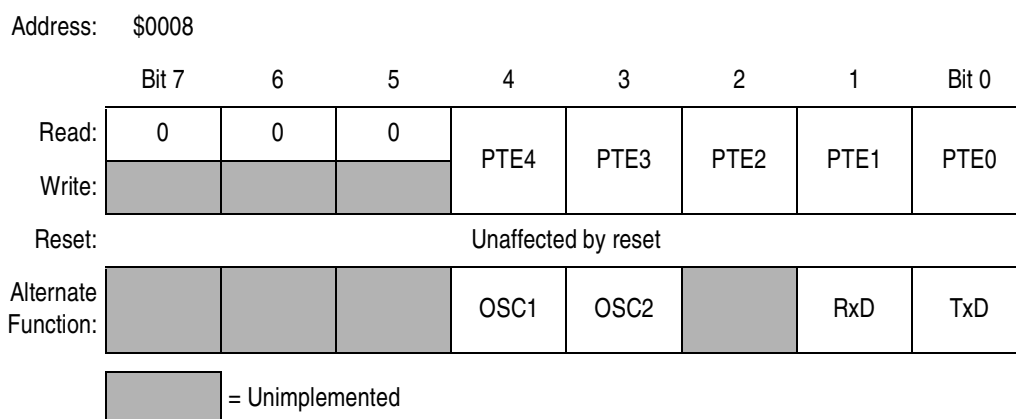 Address: $0008
Bit 7 6 5 4 3 2 1 Bit 0
Read: 0 0 0 PTE4 PTE3 PTE2 PTE1 PTE0
Write:
Reset: Unaffected by reset
Alternate Function: OSC1 OSC2 RxD TxD
= Unimplemented